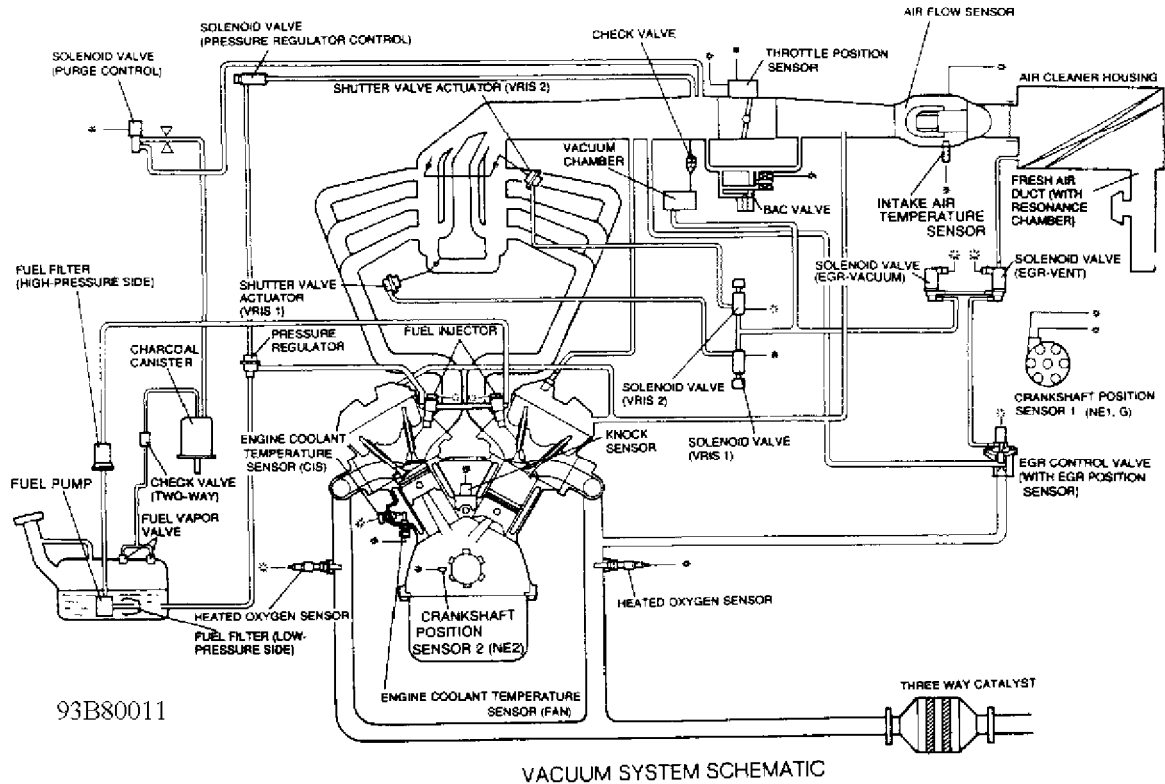 SOLENOID VALVE
(PRESSURE REGULATOR CONTROL)
AIR FLOW SENSOR
SOLENOID VALVE
(PURGE CONTROL)
CHECK VALVE
THROTTLE POSITION
SENSOR
SHUTTER VALVE ACTUATOR (VRIS 2)
AIR CLEANER HOUSING
VACUUM
CHAMBER
BAC VALVE
INTAKE AIR
TEMPERATURE
SENSOR
FRESH AIR
DUCT (WITH
RESONANCE
CHAMBER)
FUEL FILTER
(HIGH-PRESSURE SIDE)
SHUTTER VALVE
ACTUATOR
(VRIS 1)
SOLENOID VALVE
(EGR-VACUUM)
SOLENOID VALVE
(EGR-VENT)
PRESSURE
REGULATOR
FUEL INJECTOR
CHARCOAL
CANISTER
SOLENOID VALVE
(VRIS 2)
CRANKSHAFT POSITION
SENSOR 1 (NE1, G)
ENGINE COOLANT
TEMPERATURE
SENSOR (CIS)
KNOCK
SENSOR
SOLENOID VALVE
(VRIS 1)
EGR CONTROL VALVE
(WITH EGR POSITION
SENSOR)
FUEL PUMP
CHECK VALVE
(TWO-WAY)
FUEL VAPOR
VALVE
HEATED OXYGEN SENSOR
HEATED OXYGEN SENSOR
FUEL FILTER (LOW-
PRESSURE SIDE)
CRANKSHAFT
POSITION
SENSOR 2 (NE2)
ENGINE COOLANT TEMPERATURE
SENSOR (FAN)
THREE WAY CATALYST
93B80011
VACUUM SYSTEM SCHEMATIC